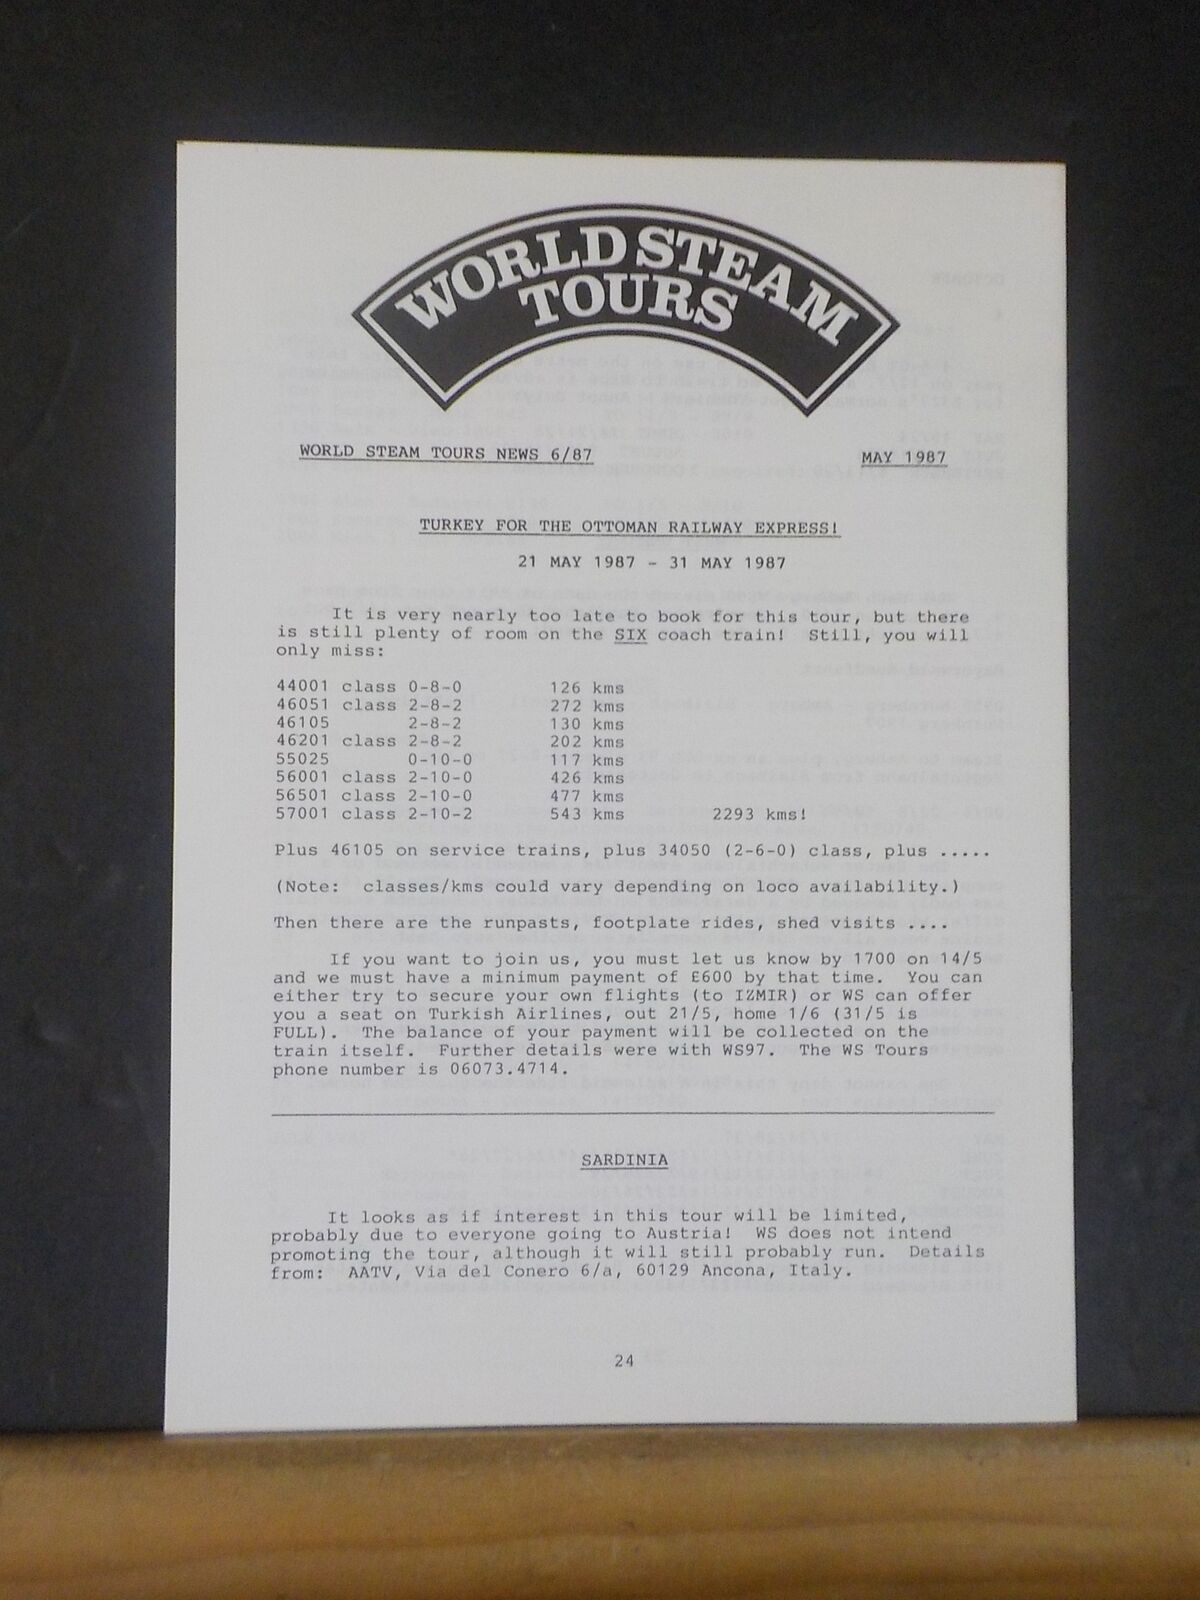 WORLD STEAM
TOURS
WORLD STEAM TOURS NEWS 6/87 MAY 1987
TURKEY FOR THE OTTOMAN RAILWAY EXPRESS!
21 MAY 1987 - 31 MAY 1987
It is very nearly too late to book for this tour, but there
is still plenty of room on the SIX coach train! Still, you will
only miss:
44001 class 0-8-0 126 kms
46051 class 2-8-2 272 kms
46105 2-8-2 130 kms
46201 class 2-8-2 202 kms
55025 0-10-0 117 kms
56001 class 2-10-0 426 kms
56501 class 2-10-0 477 kms
57001 class 2-10-2 543 kms 2293 kms!
Plus 46105 on service trains, plus 34050 (2-6-0) class, plus .....
(Note: classes/kms could vary depending on loco availability.)
Then there are the runpasts, footplate rides, shed visits ....
If you want to join us, you must let us know by 1700 on 14/5
and we must have a minimum payment of £600 by that time. You can
either try to secure your own flights (to IZMIR) or WS can offer
you a seat on Turkish Airlines, out 21/5, home 1/6 (31/5 is
FULL). The balance of your payment will be collected on the
train itself. Further details were with WS97. The WS Tours
phone number is 06073.4714.
SARDINIA
It looks as if interest in this tour will be limited,
probably due to everyone going to Austria! WS does not intend
promoting the tour, although it will still probably run. Details
from: AATV, Via del Conero 6/a, 60129 Ancona, Italy.
24